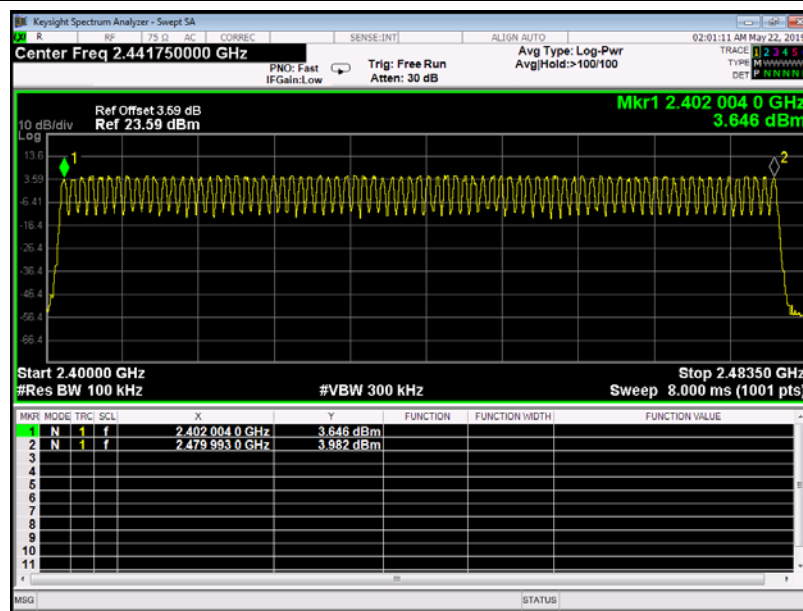 Keysight Spectrum Analyzer - Swept SA
R RF 75 Ω AC CORREC SENSE:INT ALIGN AUTO 02:01:11 AM May 22, 2019
Center Freq 2.441750000 GHz
PNO: Fast
IFGain:Low
Trig: Free Run
Atten: 30 dB
Avg Type: Log-Pwr
Avg|Hold:>100/100
TRACE 1 2 3 4 5
TYPE M
DET P N N N N
Mkr1 2.402 004 0 GHz
3.646 dBm
Ref Offset 3.59 dB
10 dB/div Ref 23.59 dBm
Log
13.6
3.59
-6.41
-16.4
-26.4
-36.4
-46.4
-56.4
-66.4
1
2
Start 2.40000 GHz Stop 2.48350 GHz
#Res BW 100 kHz #VBW 300 kHz Sweep 8.000 ms (1001 pts)
MKR MODE TRC SCL X Y FUNCTION FUNCTION WIDTH FUNCTION VALUE
1 N 1 f 2.402 004 0 GHz 3.646 dBm
2 N 1 f 2.479 993 0 GHz 3.982 dBm
3
4
5
6
7
8
9
10
11
MSG STATUS